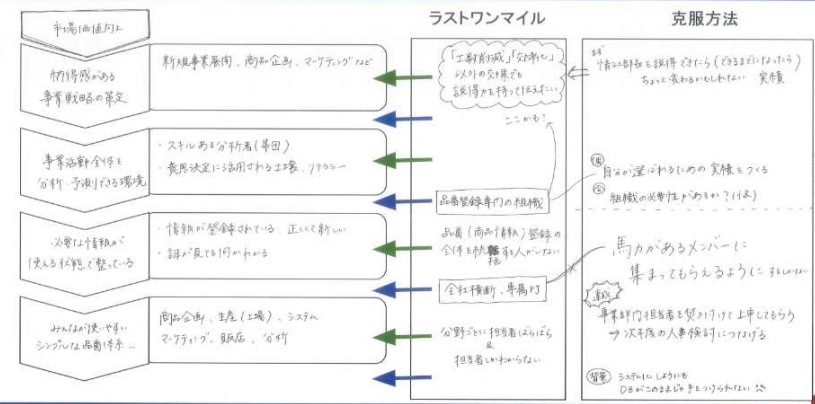 ラストワンマイル
克服方法
市場価値向上
納得感がある
事業戦略の策定
新規事業展開、商品企画、マーケティングなど
「工数削減」「効率化」
以外の効果でも
説得力を持って伝えたい
ここかも?
まず
情シス部長を説得できたら(できるまでになったら)
ちょっと変わるかもしれない 実績
事業活動全体を
分析・予測できる環境
・スキルある分析者(集団)
・意思決定に活用される土壌、リテラシー
品番登録専門の組織
自分が選ばれるための実績をつくる
組織の必要性があるか?
必要な情報が
使える状態で整っている
・情報が登録されている 正しくて新しい
・誰が見ても何かわかる
品番(商品情報)登録の
全体を統括する人がいない
全社横断、専属で
馬力があるメンバーに
集まってもらえるようにするしかない
みんなが使いやすい
シンプルな品番体系...
商品企画、生産(工場)、システム
マーケティング、販店、分析
分野ごとに担当者ばらばら
&
担当者しかわからない
事業部門担当者を焚き付けて上申してもらう
⇒次年度の人事検討につなげる
背景
システム化しようにも
DBがこのままじゃ手をつけられない